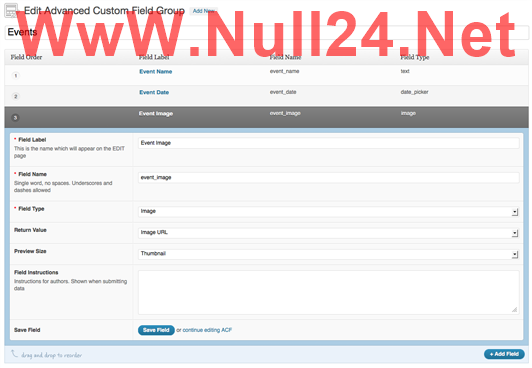 Edit Advanced Custom Field Group Add New
WwW.Null24.Net
Events
Field Order Field Label Field Name Field Type
1 Event Name event_name text
2 Event Date event_date date_picker
3 Event Image event_image Image
* Field Label
This is the name which will appear on the EDIT
page
Event Image
* Field Name
Single word, no spaces. Underscores and
dashes allowed
event_image
* Field Type
Image
Return Value
Image URL
Preview Size
Thumbnail
Field Instructions
Instructions for authors. Shown when submitting
data
Save Field
Save Field or continue editing ACF
drag and drop to reorder
+ Add Field